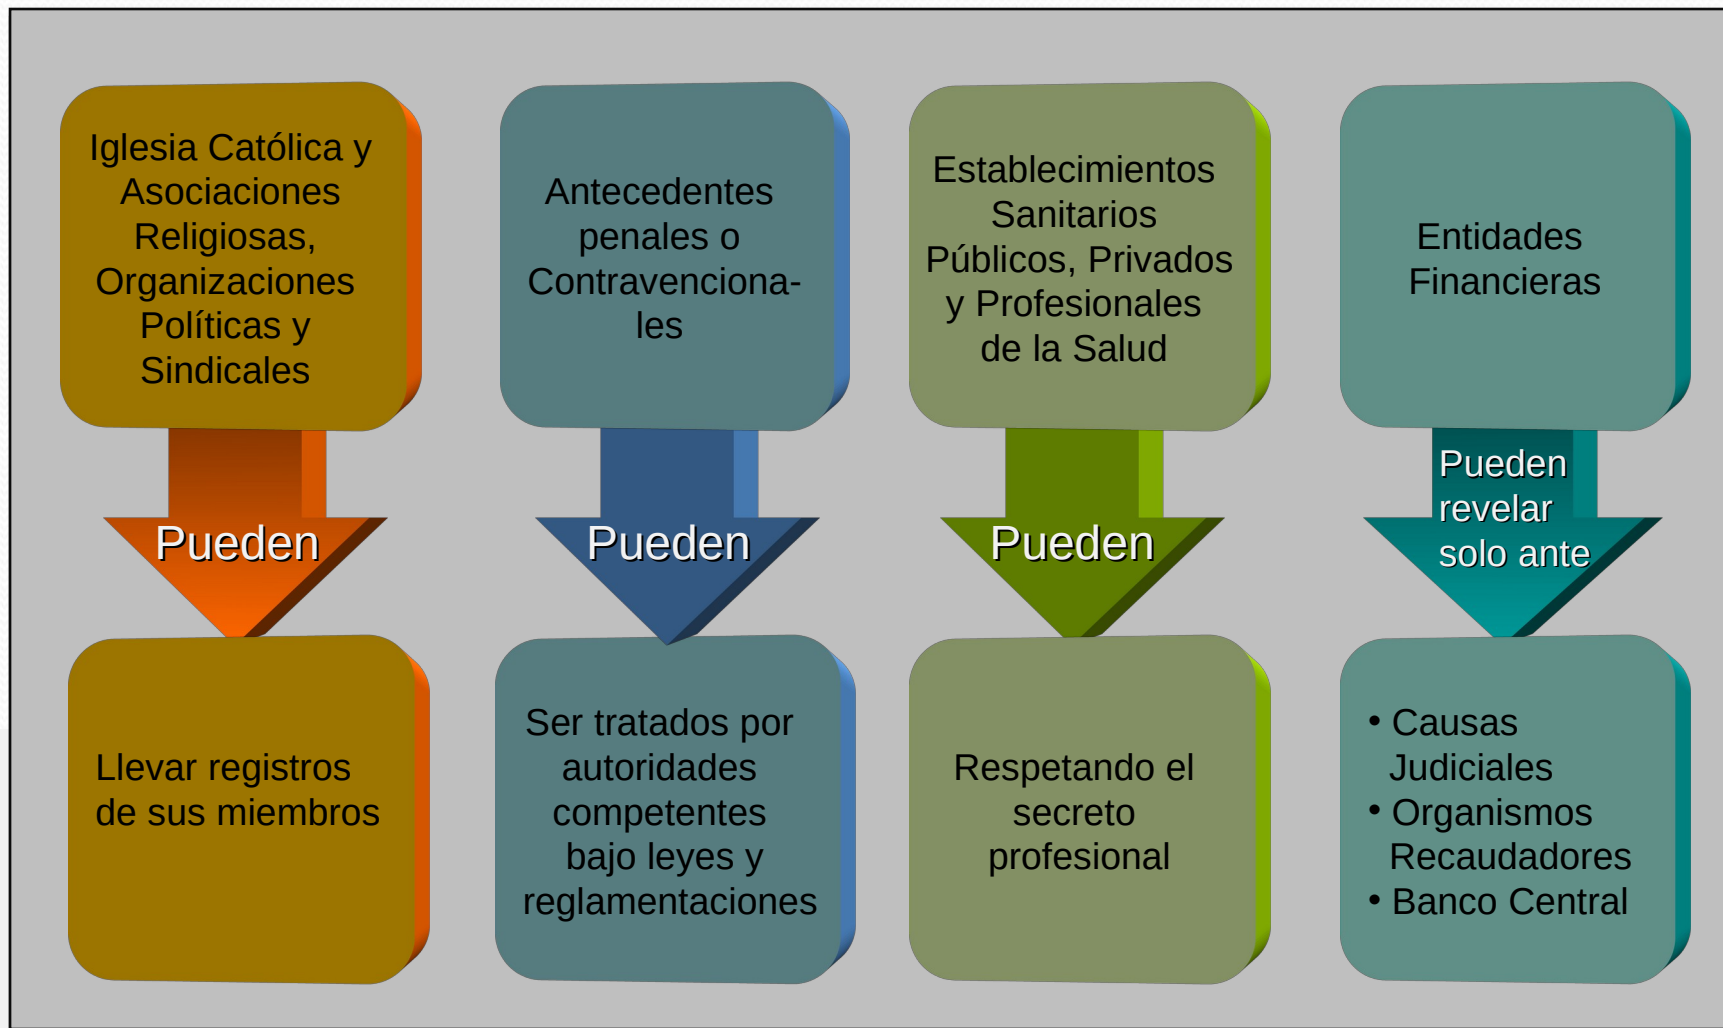 Iglesia Católica y
Asociaciones
Religiosas,
Organizaciones
Políticas y
Sindicales
Pueden
Llevar registros
de sus miembros
Antecedentes
penales o
Contravenciona-
les
Pueden
Ser tratados por
autoridades
competentes
bajo leyes y
reglamentaciones
Establecimientos
Sanitarios
Públicos, Privados
y Profesionales
de la Salud
Pueden
Respetando el
secreto
profesional
Entidades
Financieras
Pueden
revelar
solo ante
• Causas
Judiciales
• Organismos
Recaudadores
• Banco Central